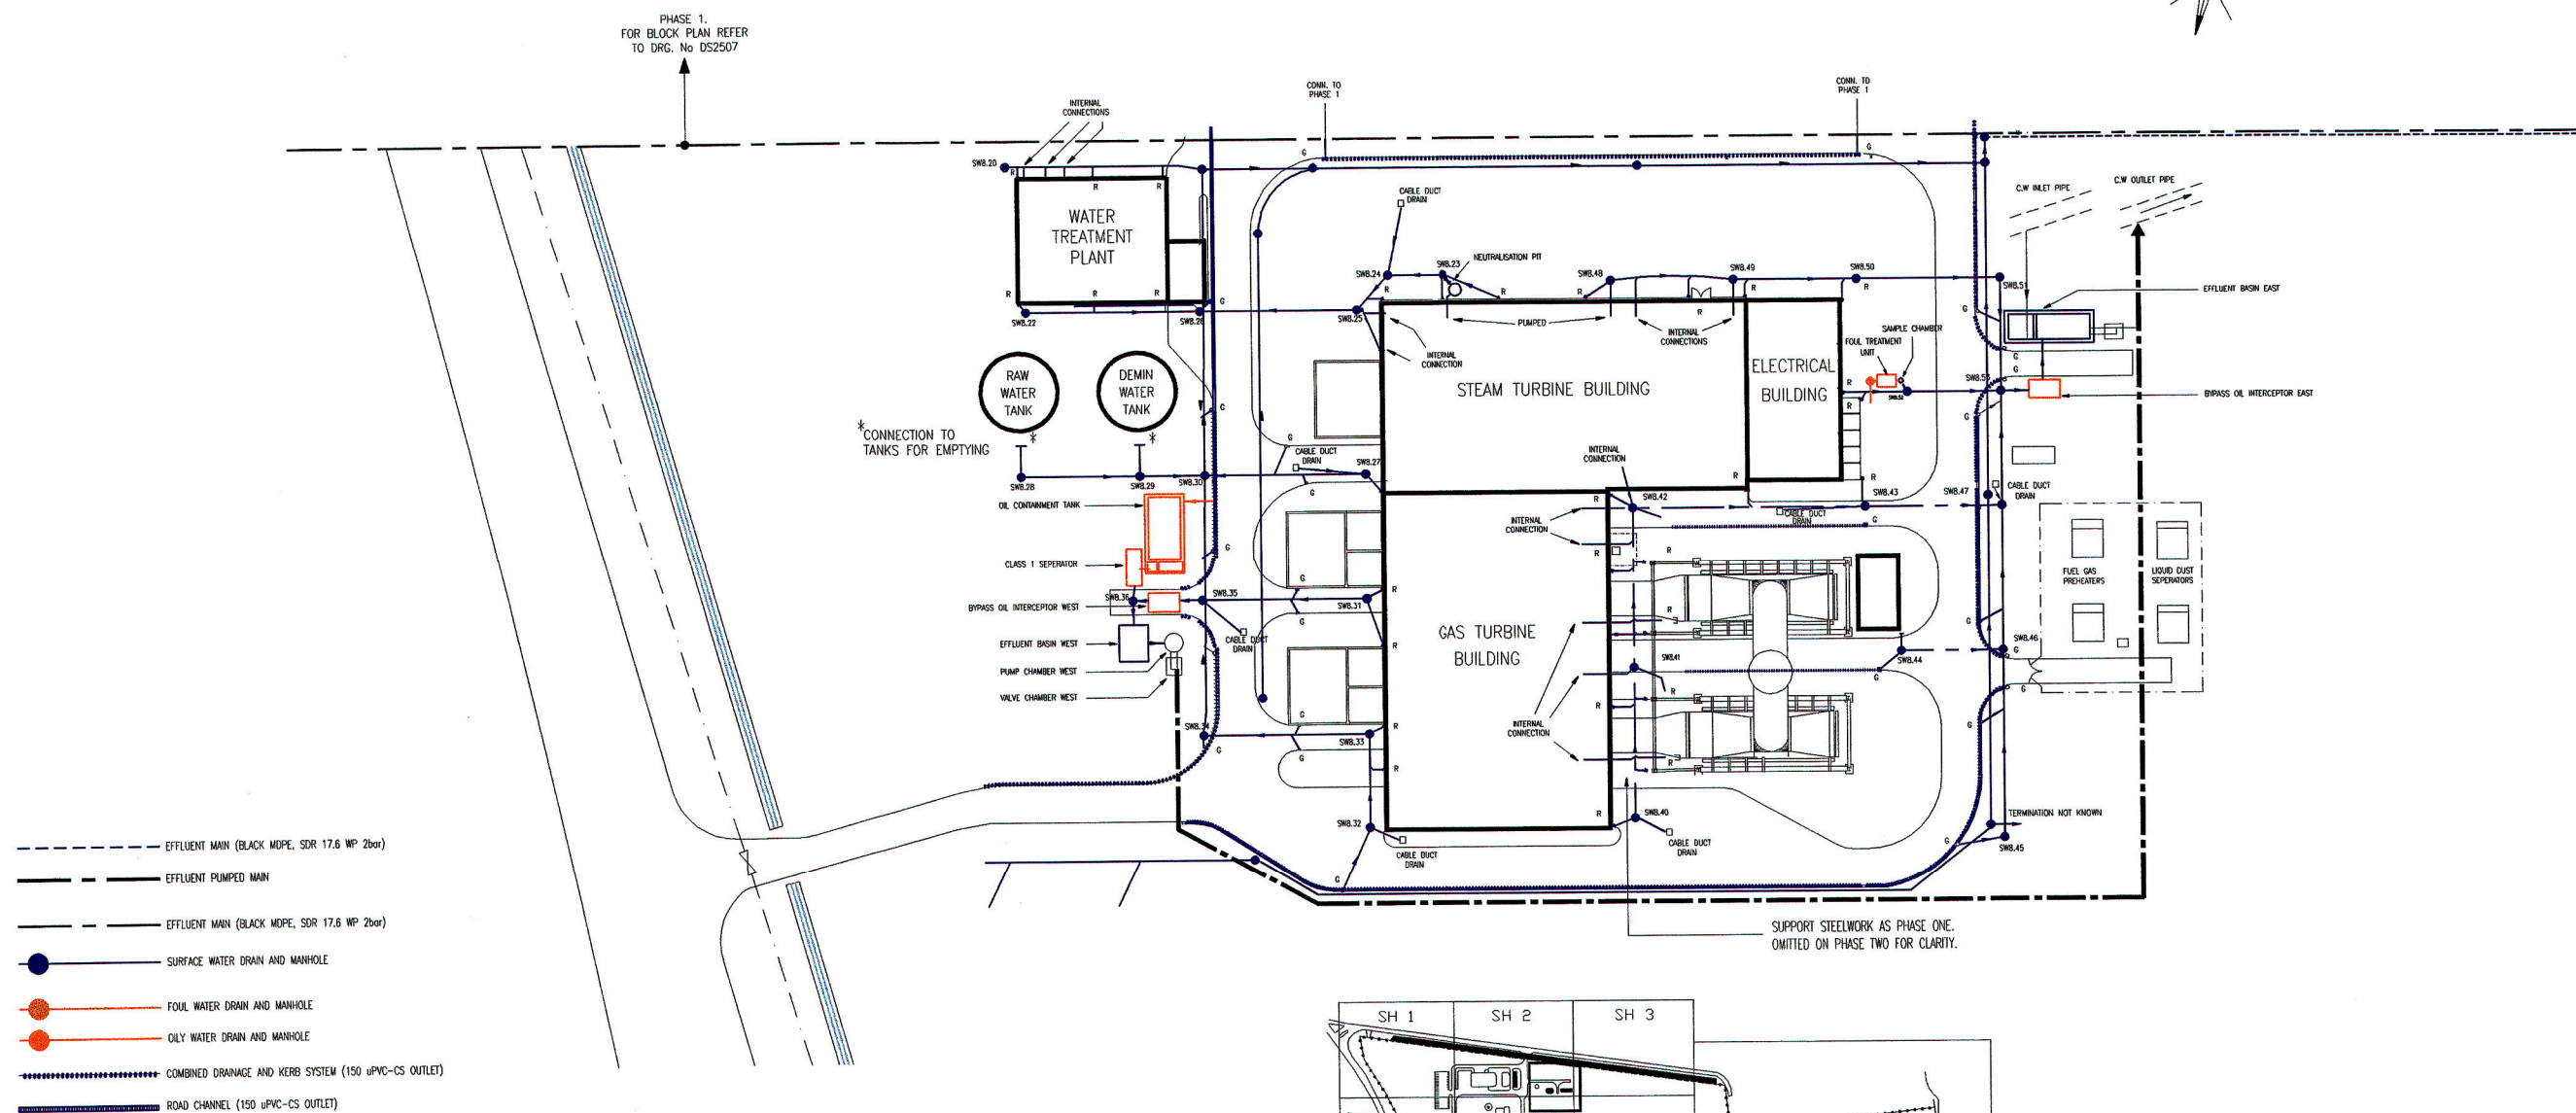 PHASE 1.
FOR BLOCK PLAN REFER
TO DRG. No DS2507
INTERNAL
CONNECTIONS
CONN. TO
PHASE 1
CONN. TO
PHASE 1
SW8.20
G
G
R
R
R
WATER
TREATMENT
PLANT
R
R
R
G
SW8.22
CABLE DUCT
DRAIN
C.W INLET PIPE
C.W OUTLET PIPE
SW8.24
SW8.23
NEUTRALISATION PIT
SW8.48
SW8.49
SW8.50
SW8.51
R
R
R
R
R
R
SW8.25
PUMPED
INTERNAL
CONNECTIONS
INTERNAL
CONNECTION
EFFLUENT BASIN EAST
G
G
SAMPLE CHAMBER
FOUL TREATMENT
UNIT
RAW
WATER
TANK
DEMIN
WATER
TANK
STEAM TURBINE BUILDING
ELECTRICAL
BUILDING
R
R
BYPASS OIL INTERCEPTOR EAST
G
G
*
*
*CONNECTION TO
TANKS FOR EMPTYING
G
CABLE DUCT
DRAIN
SW8.27
INTERNAL
CONNECTION
SW8.28
SW8.29
SW8.30
G
R
R
R
SW8.42
SW8.43
SW8.47
CABLE DUCT
DRAIN
OIL CONTAINMENT TANK
INTERNAL
CONNECTION
CABLE DUCT
DRAIN
G
G
R
R
CLASS 1 SEPERATOR
FUEL GAS
PREHEATERS
LIQUID DUST
SEPERATORS
G
R
SW8.36
SW8.35
SW8.31
BYPASS OIL INTERCEPTOR WEST
G
R
G
EFFLUENT BASIN WEST
CABLE DUCT
DRAIN
R
GAS TURBINE
BUILDING
SW8.41
SW8.44
SW8.46
G
PUMP CHAMBER WEST
VALVE CHAMBER WEST
G
R
R
G
G
G
SW8.33
R
INTERNAL
CONNECTION
G
G
R
R
SW8.32
CABLE DUCT
DRAIN
R
SW8.40
CABLE DUCT
DRAIN
TERMINATION NOT KNOWN
G
SW8.45
G
SUPPORT STEELWORK AS PHASE ONE.
OMITTED ON PHASE TWO FOR CLARITY.
EFFLUENT MAIN (BLACK MDPE, SDR 17.6 WP 2bar)
EFFLUENT PUMPED MAIN
EFFLUENT MAIN (BLACK MDPE, SDR 17.6 WP 2bar)
SURFACE WATER DRAIN AND MANHOLE
FOUL WATER DRAIN AND MANHOLE
OILY WATER DRAIN AND MANHOLE
COMBINED DRAINAGE AND KERB SYSTEM (150 uPVC-CS OUTLET)
ROAD CHANNEL (150 uPVC-CS OUTLET)
SH 1
SH 2
SH 3